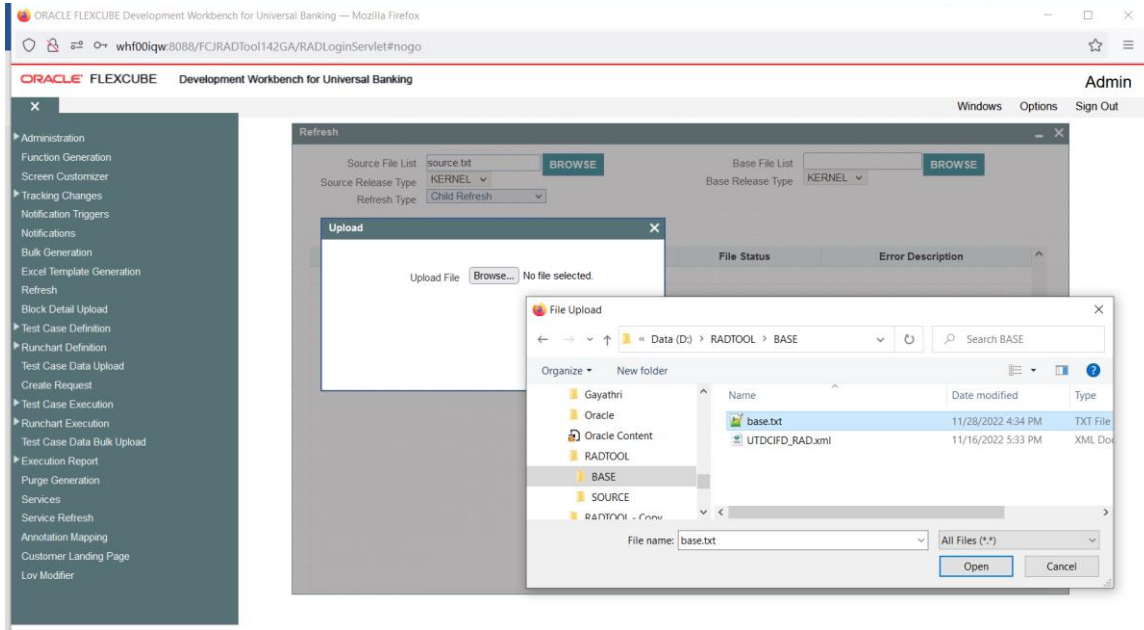 ORACLE FLEXCUBE Development Workbench for Universal Banking — Mozilla Firefox
whf00iqw:8088/FCJRADTool142GA/RADLoginServlet#nogo
ORACLE' FLEXCUBE Development Workbench for Universal Banking
Admin
Windows Options Sign Out
Administration
Function Generation
Screen Customizer
Tracking Changes
Notification Triggers
Notifications
Bulk Generation
Excel Template Generation
Refresh
Block Detail Upload
Test Case Definition
Runchart Definition
Test Case Data Upload
Create Request
Test Case Execution
Runchart Execution
Test Case Data Bulk Upload
Execution Report
Purge Generation
Services
Service Refresh
Annotation Mapping
Customer Landing Page
Lov Modifier
Refresh
Source File List source.txt BROWSE Base File List BROWSE
Source Release Type KERNEL Base Release Type KERNEL
Refresh Type Child Refresh
File Status Error Description
Upload
Upload File Browse... No file selected.
File Upload
« Data (D:) > RADTOOL > BASE Search BASE
Organize New folder
Gayathri
Oracle
Oracle Content
RADTOOL
BASE
SOURCE
RADTOOL - Copy
Name Date modified Type
base.txt 11/28/2022 4:34 PM TXT File
UTDCIFD_RAD.xml 11/16/2022 5:33 PM XML Do
File name: base.txt All Files (*.*)
Open Cancel